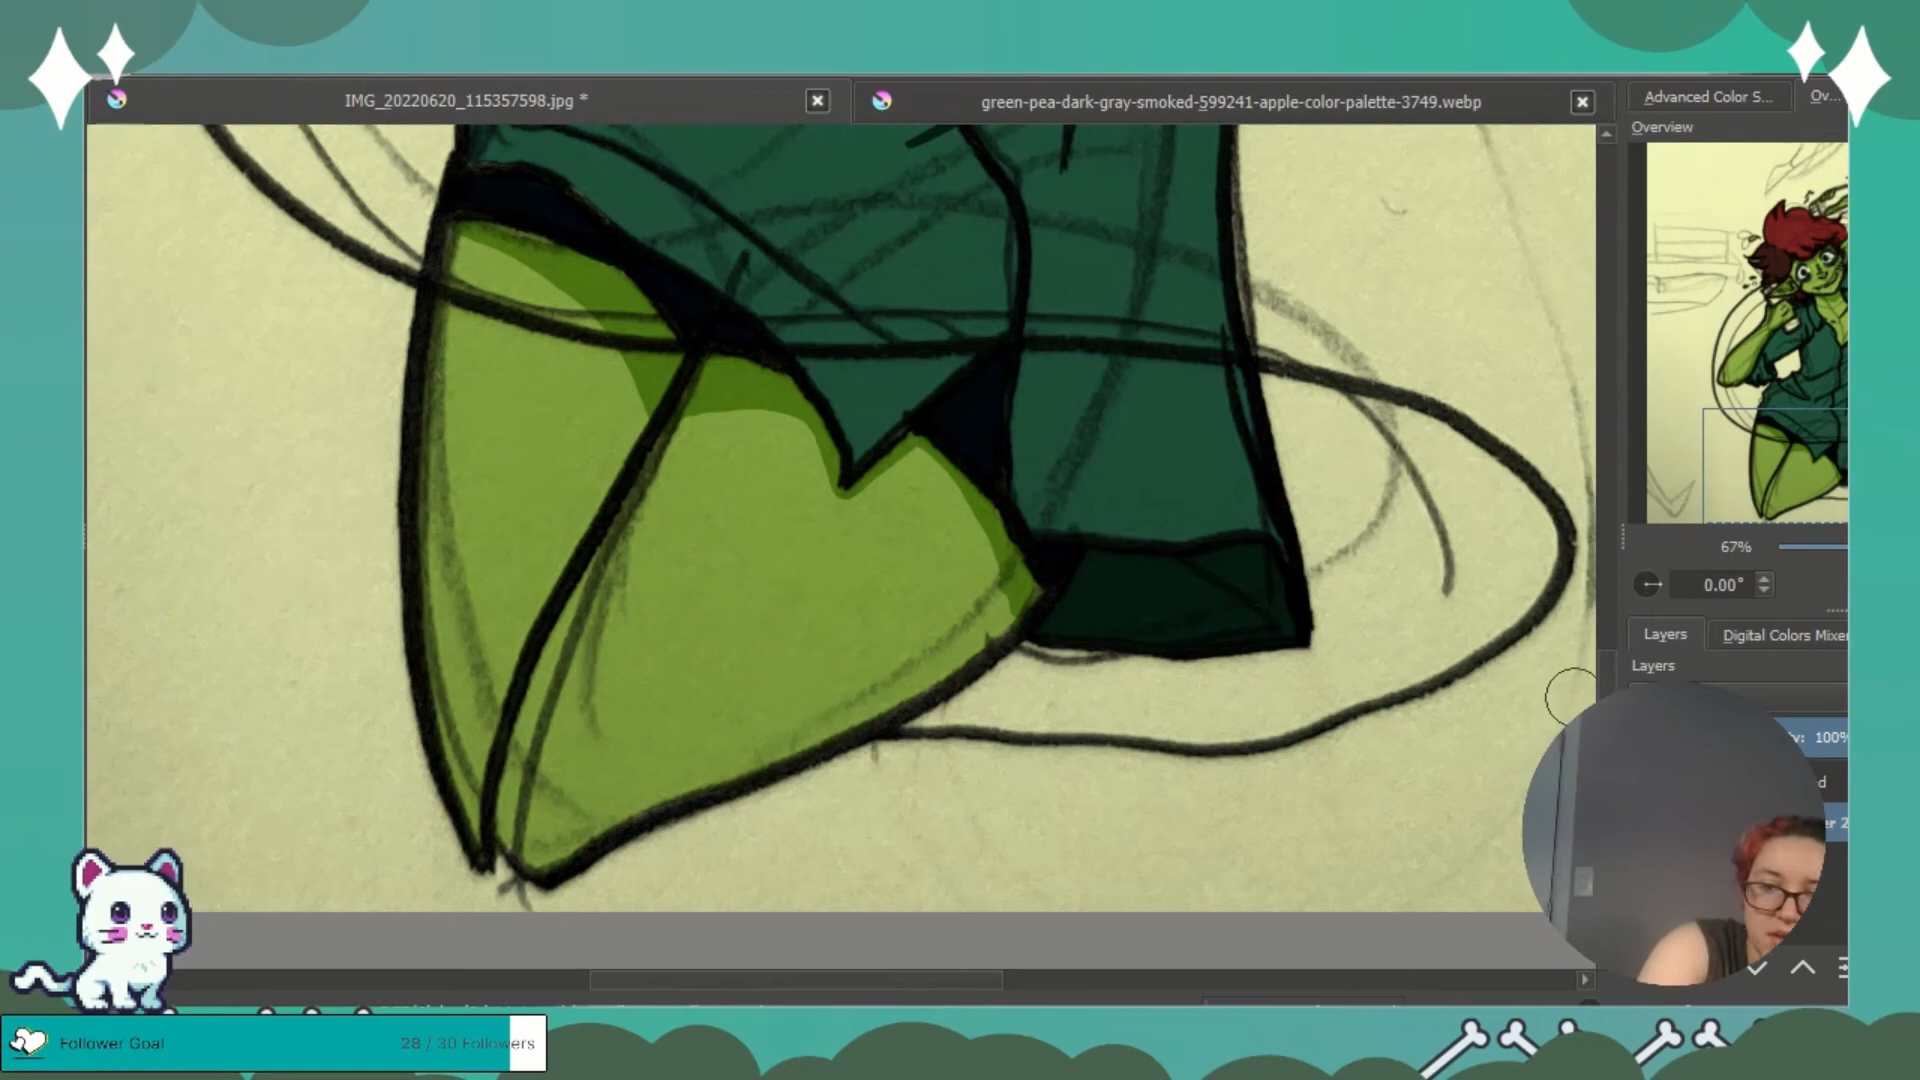 IMG_20220620_115357598.jpg *
green-pea-dark-gray-smoked-599241-apple-color-palette-3749.webp
Advanced Color S...
Ov...
Overview
67%
0.00°
Layers
Digital Colors Mixe
Layers
100%
Follower Goal
28 / 30 Followers